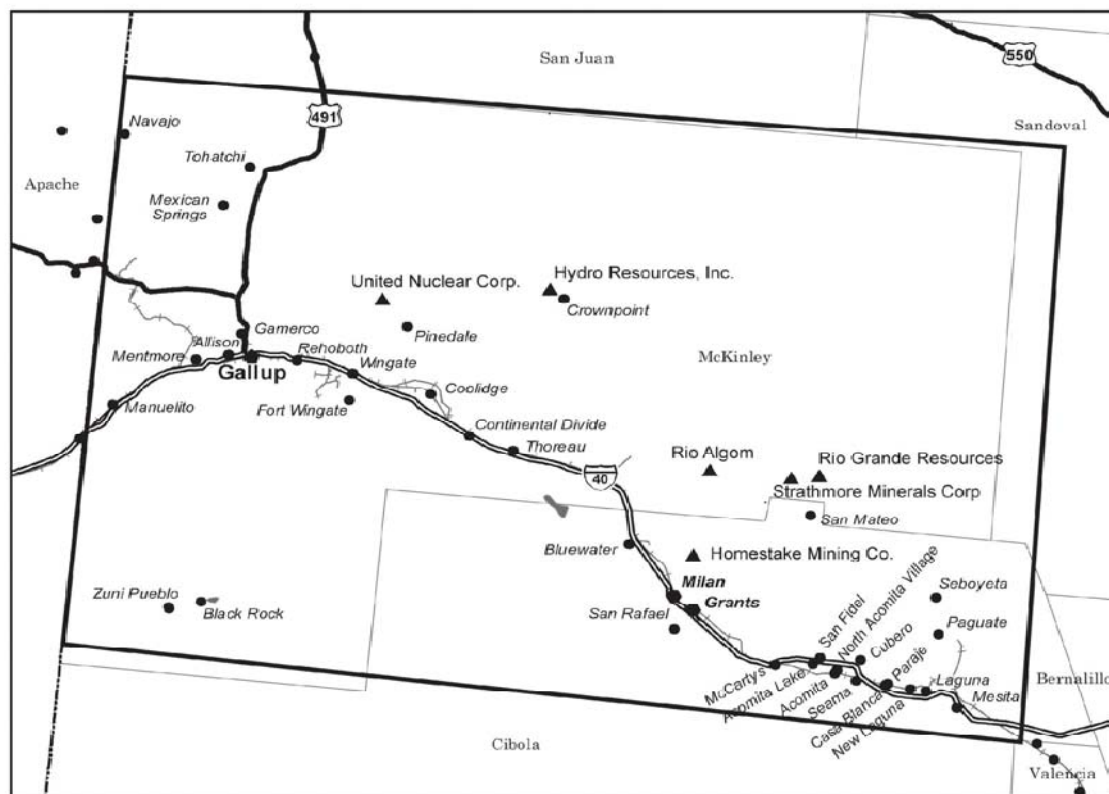 San Juan
550
491
Navajo
Sandoval
Tohatchi
Apache
Mexican
Springs
Hydro Resources, Inc.
United Nuclear Corp.
Crownpoint
Gamerco
Pinedale
Allison
Mentmore
Rehoboth
Wingate
McKinley
Gallup
Coolidge
Fort Wingate
Manuelito
Continental Divide
Thoreau
Rio Algom
Rio Grande Resources
40
Strathmore Minerals Corp
San Mateo
Bluewater
Homestake Mining Co.
Milan
Grants
Seboyeta
Zuni Pueblo
Black Rock
San Rafael
San Fidel
North Acomita Village
Cubero
Paguate
McCartys
Acomita Lake
Acomita
Seama
Casa Blanca
Paraje
New Laguna
Laguna
Mesita
Bernalillo
Cibola
Valencia